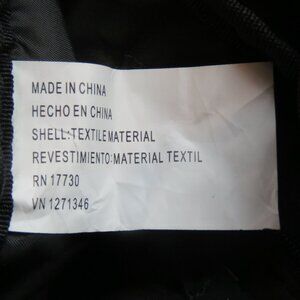 MADE IN CHINA
HECHO EN CHINA
SHELL:TEXTILE MATERIAL
REVESTIMIENTO:MATERIAL TEXTIL
RN 17730
VN 1271346